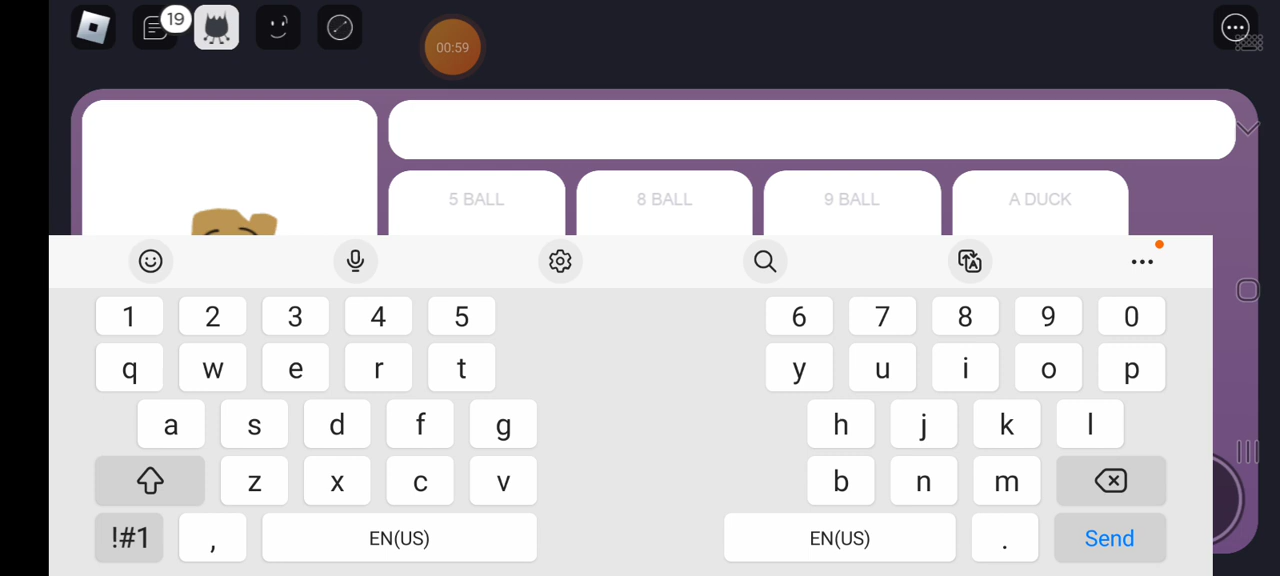 19
00:59
5 BALL 8 BALL 9 BALL A DUCK
1 2 3 4 5 6 7 8 9 0
q w e r t y u i o p
a s d f g h j k l
z x c v b n m
!#1 , EN(US) EN(US) . Send